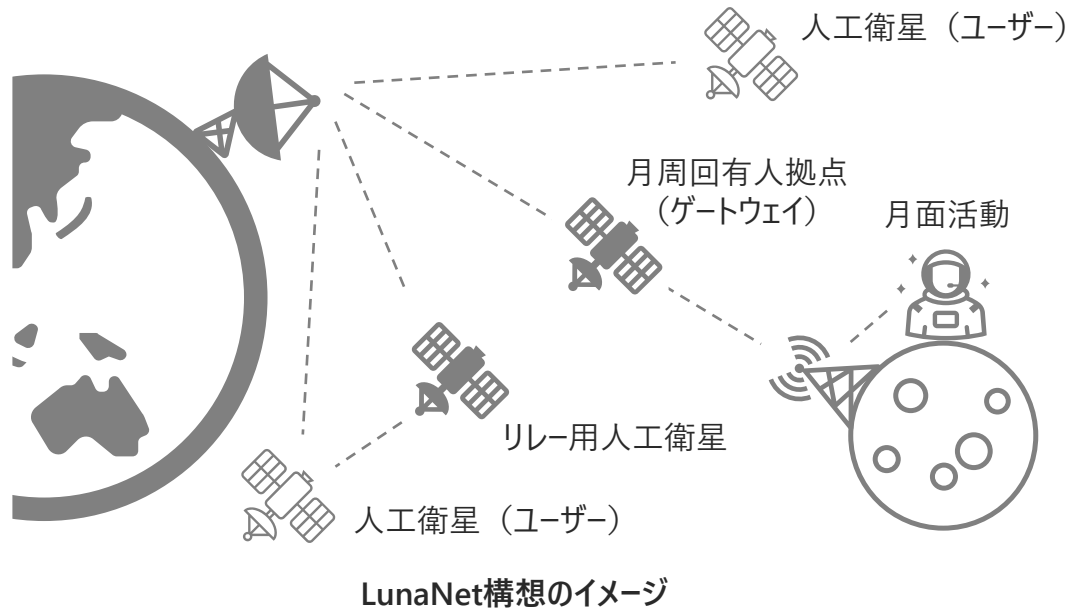 人工衛星（ユーザー）
月周回有人拠点
（ゲートウェイ）
月面活動
リレー用人工衛星
人工衛星（ユーザー）
LunaNet構想のイメージ